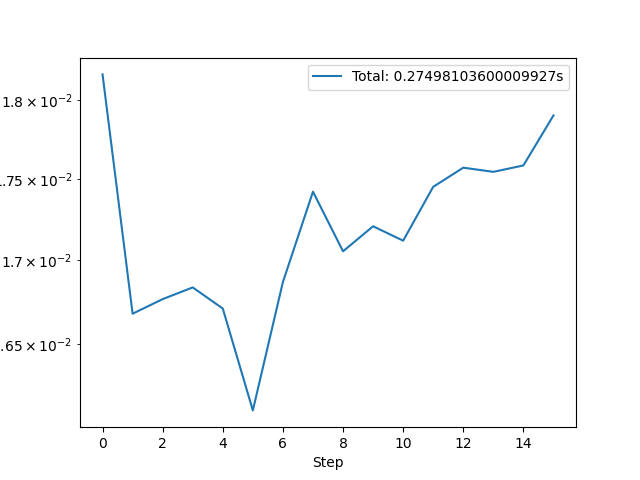 Total: 0.27498103600009927s
1.8 × 10⁻²
.75 × 10⁻²
1.7 × 10⁻²
.65 × 10⁻²
0 2 4 6 8 10 12 14
Step